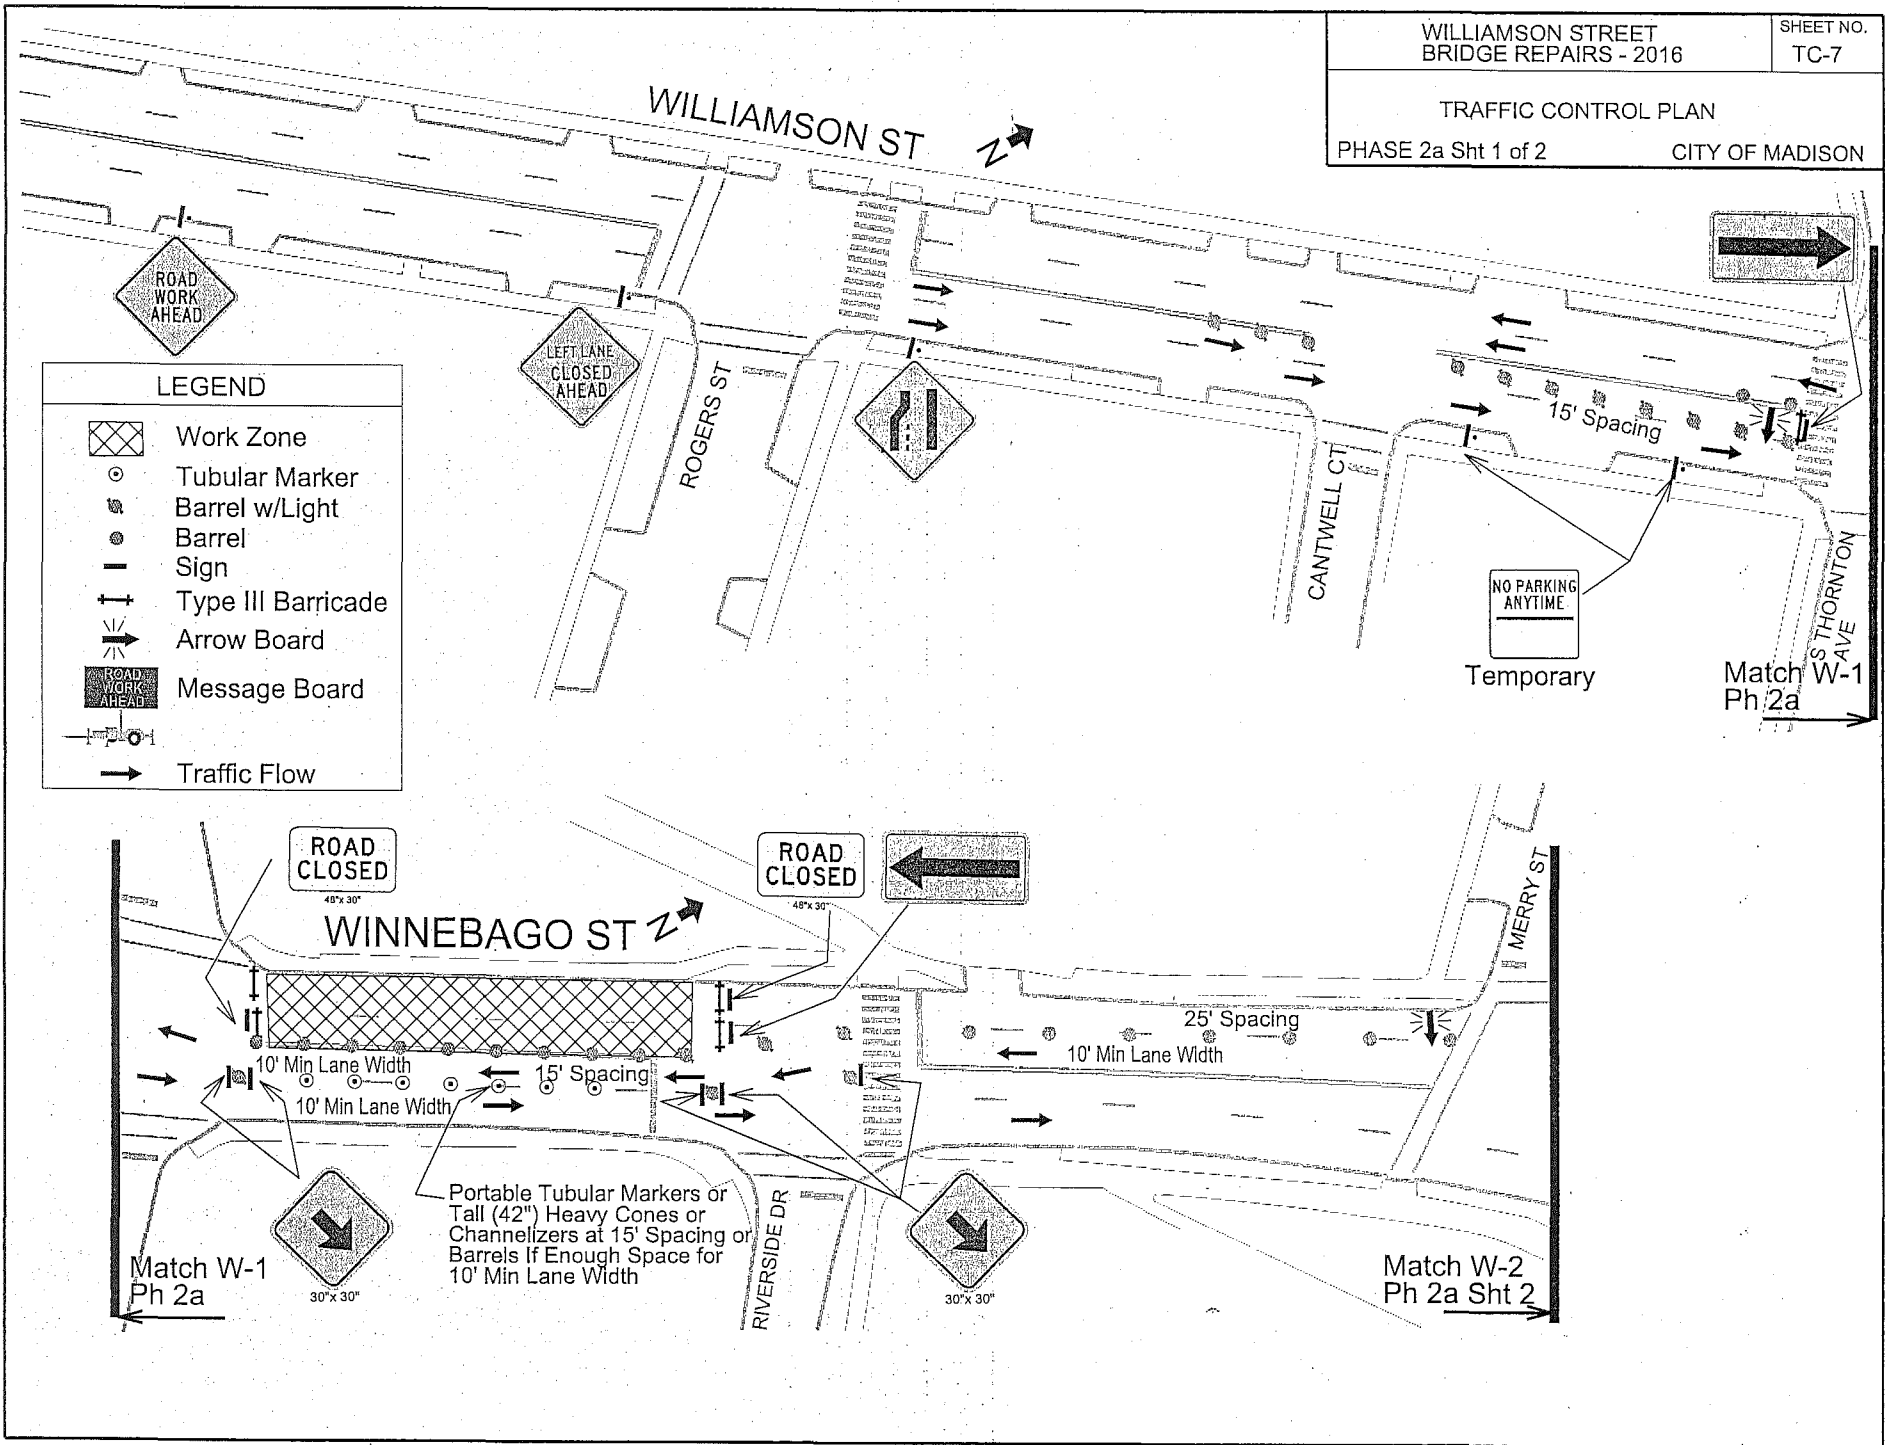 WILLIAMSON STREET
BRIDGE REPAIRS - 2016
SHEET NO.
TC-7
TRAFFIC CONTROL PLAN
PHASE 2a Sht 1 of 2
CITY OF MADISON
WILLIAMSON ST
N
ROAD
WORK
AHEAD
LEFT LANE
CLOSED
AHEAD
ROGERS ST
CANTWELL CT
15' Spacing
NO PARKING
ANYTIME
Temporary
S THORNTON
AVE
Match W-1
Ph 2a
LEGEND
Work Zone
Tubular Marker
Barrel w/Light
Barrel
Sign
Type III Barricade
Arrow Board
ROAD
WORK
AHEAD
Message Board
Traffic Flow
ROAD
CLOSED
48"x 30"
WINNEBAGO ST
N
ROAD
CLOSED
48"x 30"
MERRY ST
25' Spacing
10' Min Lane Width
10' Min Lane Width
15' Spacing
10' Min Lane Width
Portable Tubular Markers or
Tall (42") Heavy Cones or
Channelizers at 15' Spacing or
Barrels If Enough Space for
10' Min Lane Width
30"x 30"
RIVERSIDE DR
30"x 30"
Match W-1
Ph 2a
Match W-2
Ph 2a Sht 2